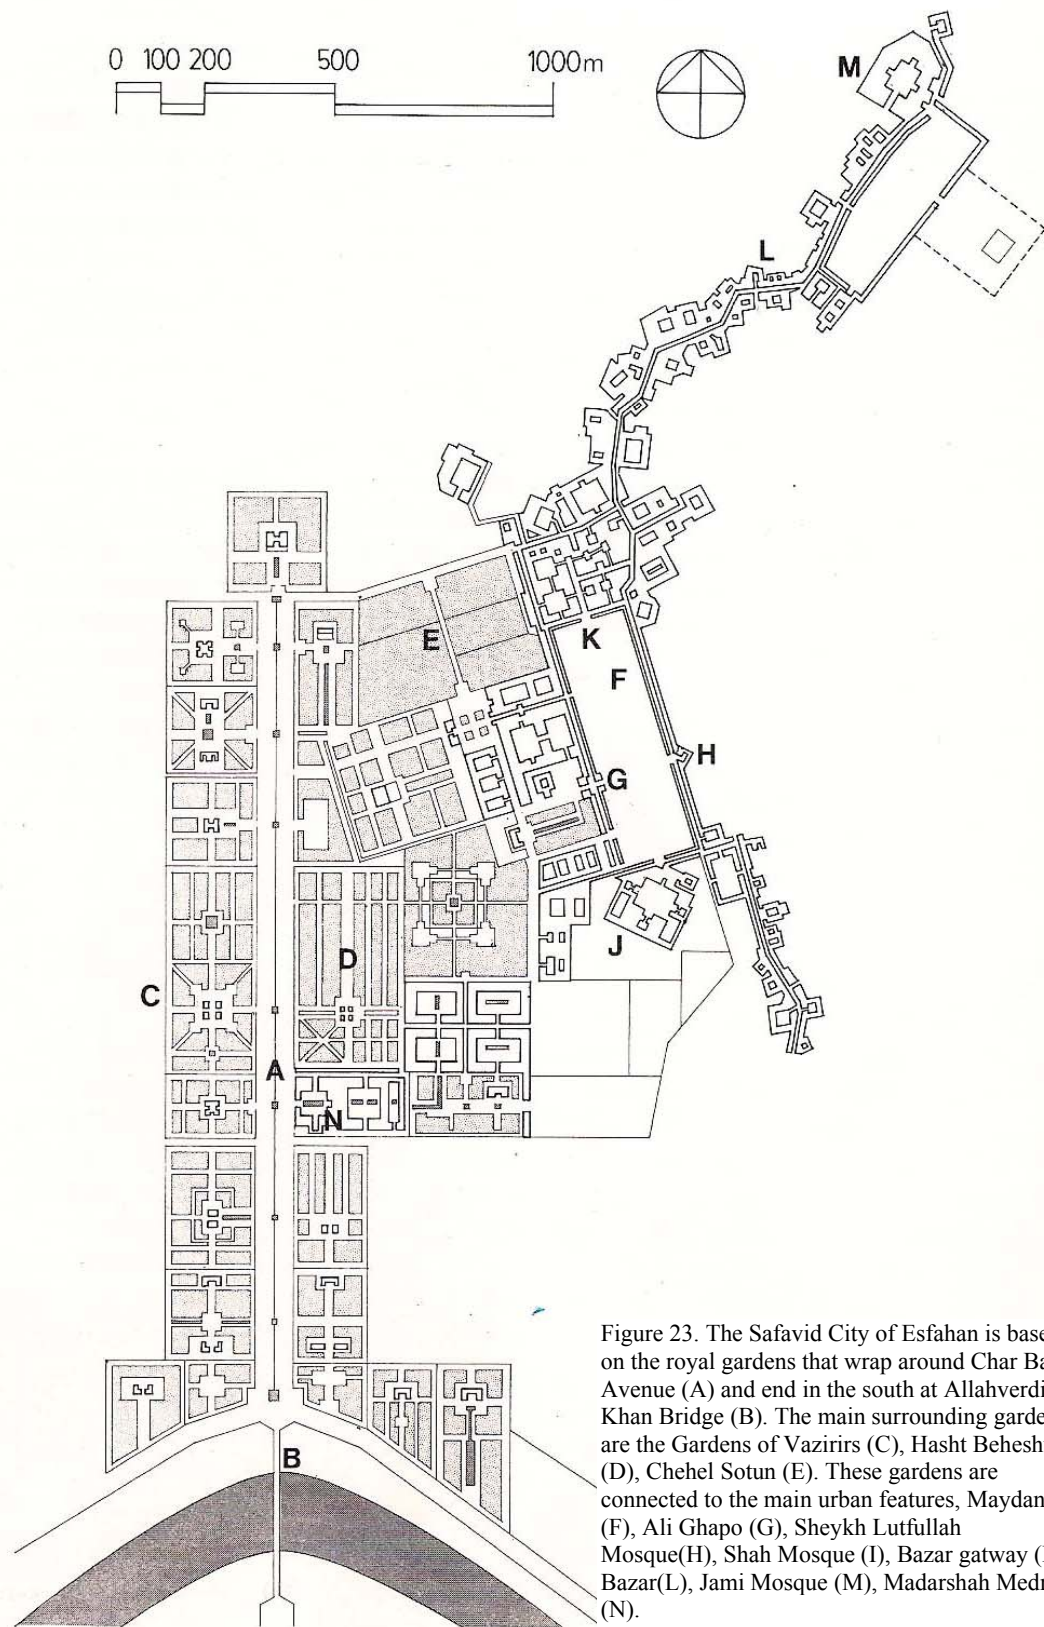 0 100 200 500 1000m
M
L
E
K
F
H
G
J
D
C
A
N
B
Figure 23. The Safavid City of Esfahan is base
on the royal gardens that wrap around Char Ba
Avenue (A) and end in the south at Allahverdi
Khan Bridge (B). The main surrounding garde
are the Gardens of Vazirirs (C), Hasht Behesh
(D), Chehel Sotun (E). These gardens are
connected to the main urban features, Maydan
(F), Ali Ghapo (G), Sheykh Lutfullah
Mosque(H), Shah Mosque (I), Bazar gatway (
Bazar(L), Jami Mosque (M), Madarshah Medr
(N).